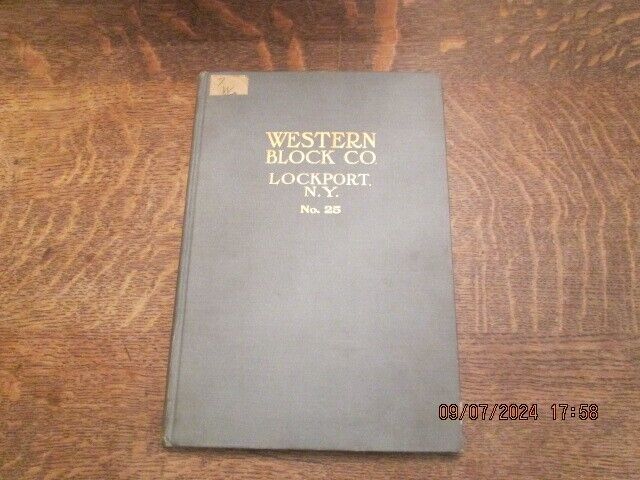 WESTERN
BLOCK CO.
LOCKPORT,
N.Y.
No. 25
09/07/2024 17:58